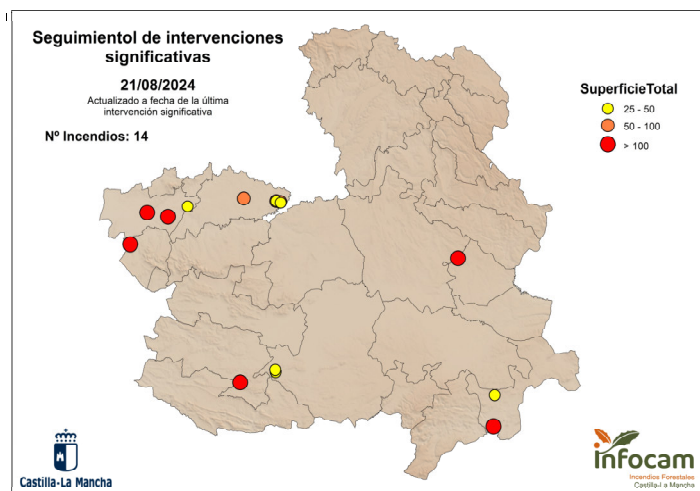 Seguimientol de intervenciones
significativas
21/08/2024
Actualizado a fecha de la última
intervención significativa
Nº Incendios: 14
SuperficieTotal
25 - 50
50 - 100
> 100
Castilla-La Mancha
infocam
Incendios Forestales
Castilla-La Mancha